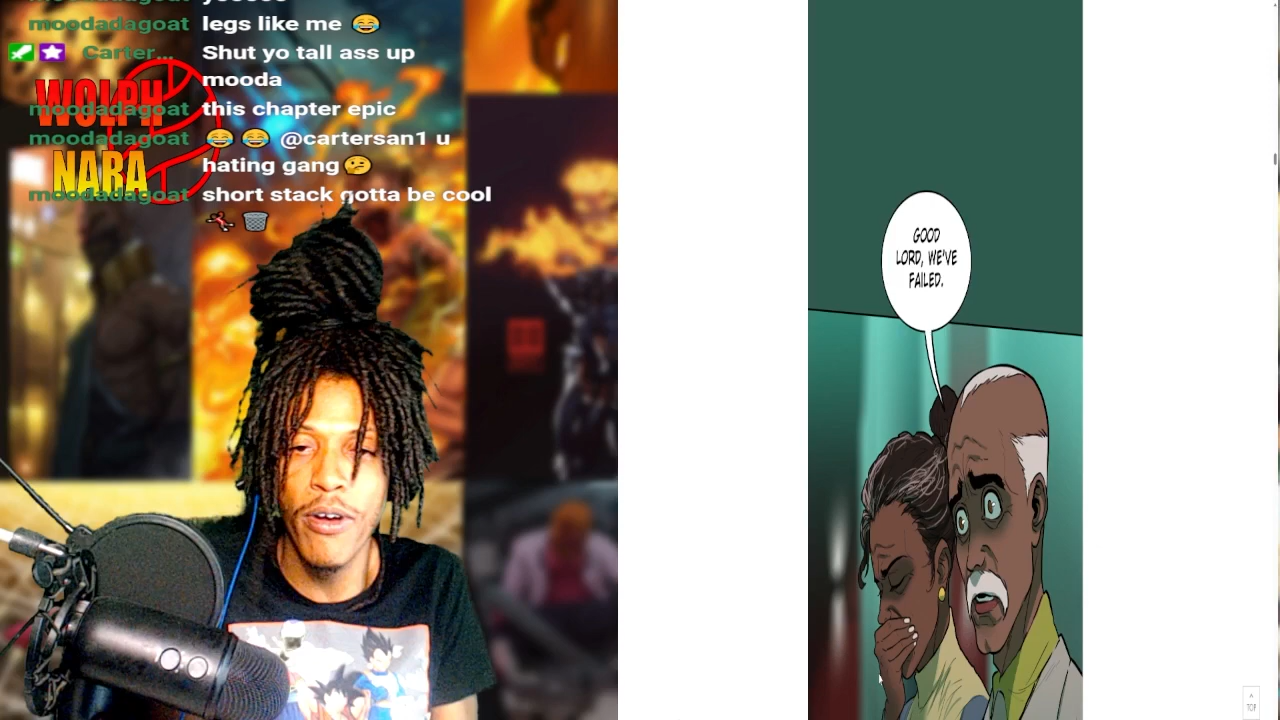 moodadagoat legs like me 😂
Carter... Shut yo tall ass up
mooda
moodadagoat this chapter epic
moodadagoat 😂 😂 @cartersan1 u
hating gang 🤔
moodadagoat short stack gotta be cool
WOLPH
NARA
GOOD
LORD, WE'VE
FAILED.
^
TOP